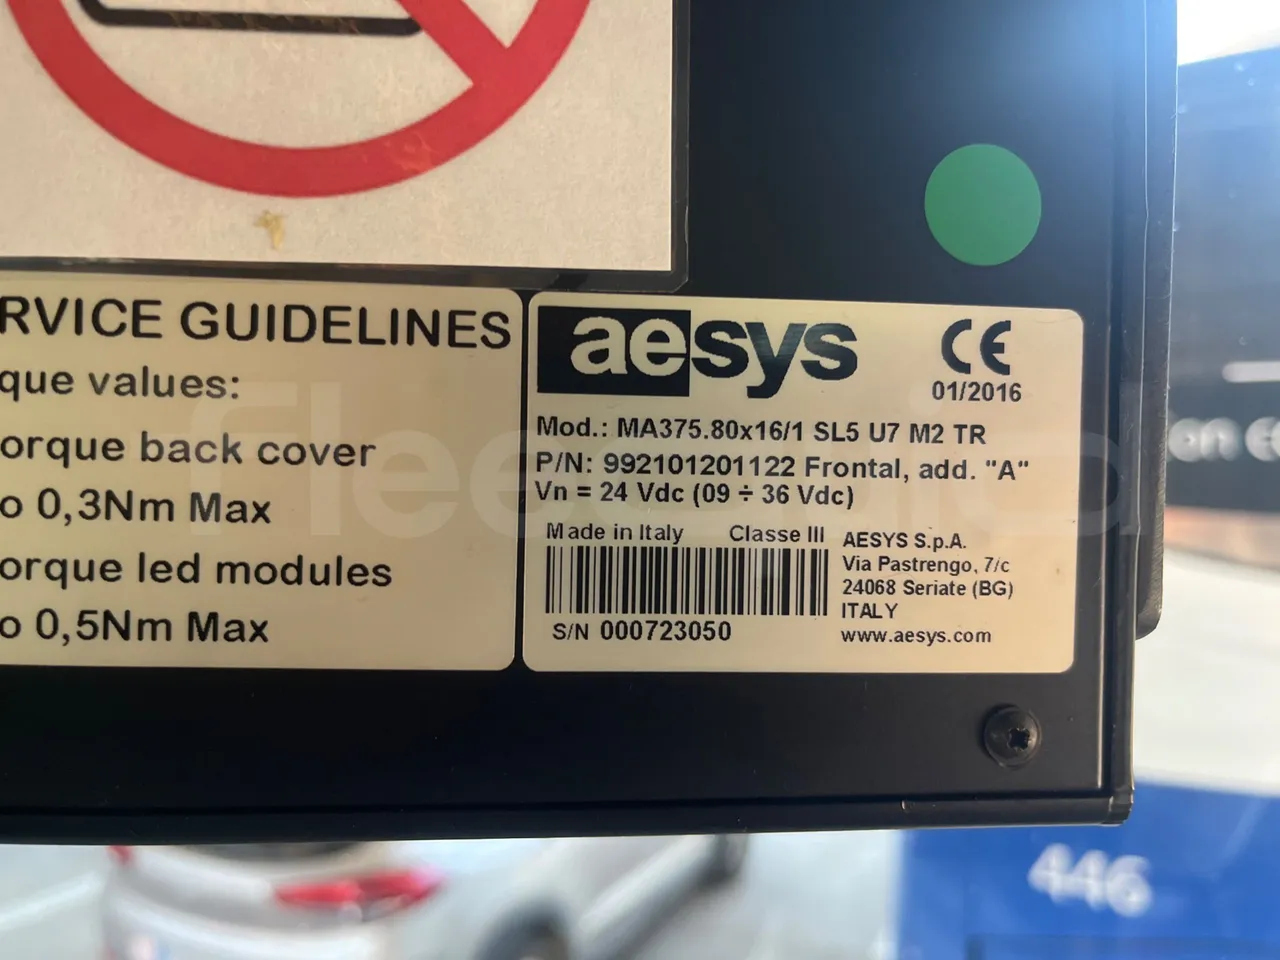 RVICE GUIDELINES
que values:
orque back cover
o 0,3Nm Max
orque led modules
o 0,5Nm Max
aesys
CE
01/2016
Mod.: MA375.80x16/1 SL5 U7 M2 TR
P/N: 992101201122 Frontal, add. "A"
Vn = 24 Vdc (09 ÷ 36 Vdc)
Made in Italy Classe III
S/N 000723050
AESYS S.p.A.
Via Pastrengo, 7/c
24068 Seriate (BG)
ITALY
www.aesys.com
446